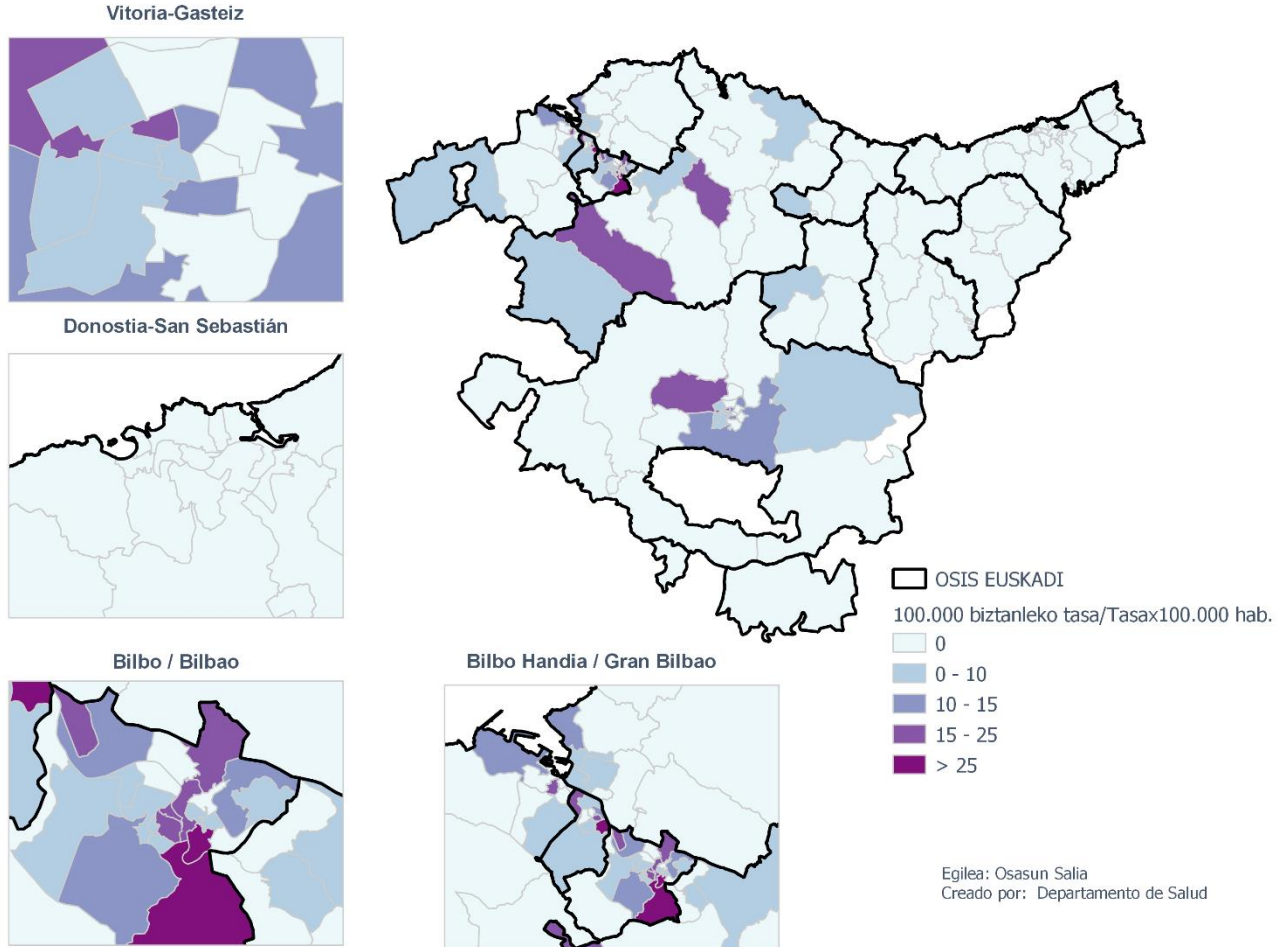 Vitoria-Gasteiz
Donostia-San Sebastián
Bilbo / Bilbao
Bilbo Handia / Gran Bilbao
OSIS EUSKADI
100.000 biztanleko tasa/Tasax100.000 hab.
0
0 - 10
10 - 15
15 - 25
> 25
Egilea: Osasun Salia
Creado por: Departamento de Salud